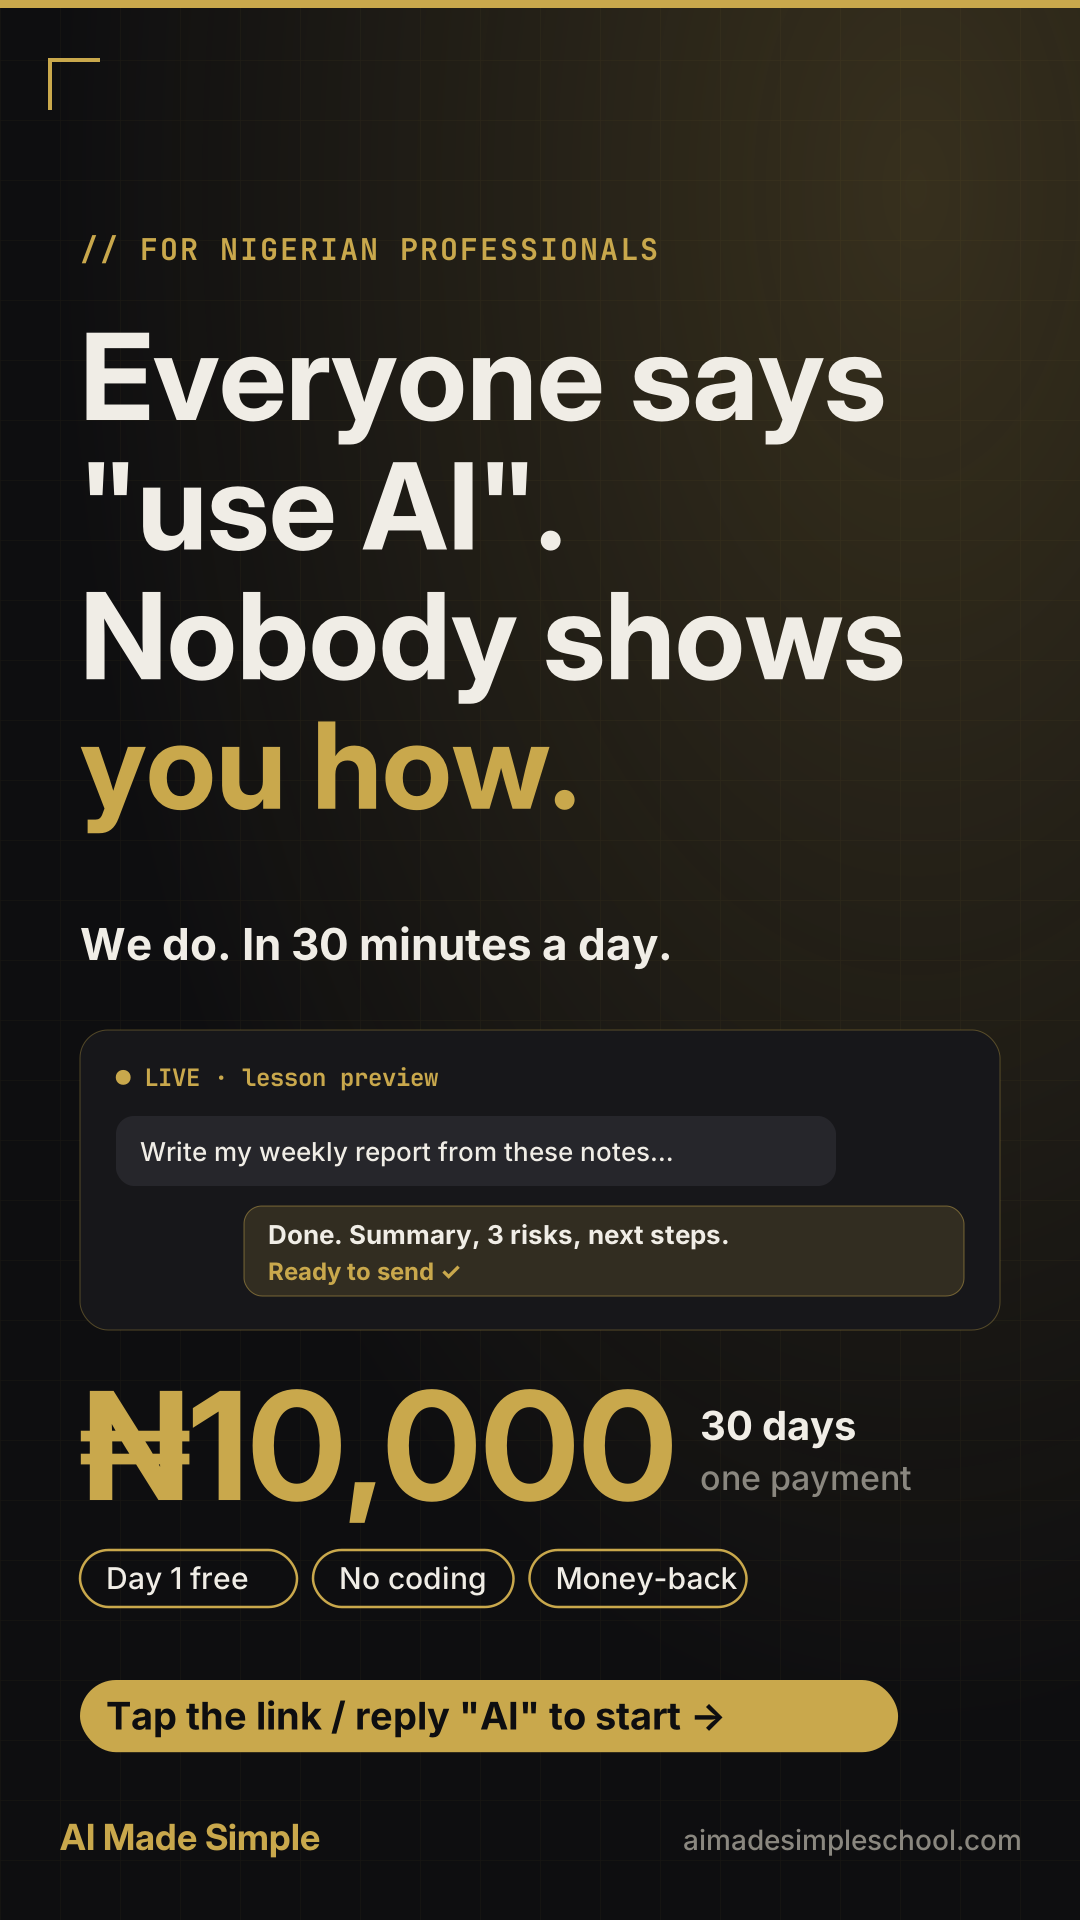 // FOR NIGERIAN PROFESSIONALS
Everyone says
"use AI".
Nobody shows
you how.
We do. In 30 minutes a day.
LIVE · lesson preview
Write my weekly report from these notes...
Done. Summary, 3 risks, next steps.
Ready to send ✓
₦10,000
30 days
one payment
Day 1 free
No coding
Money-back
Tap the link / reply "AI" to start →
AI Made Simple
aimadesimpleschool.com